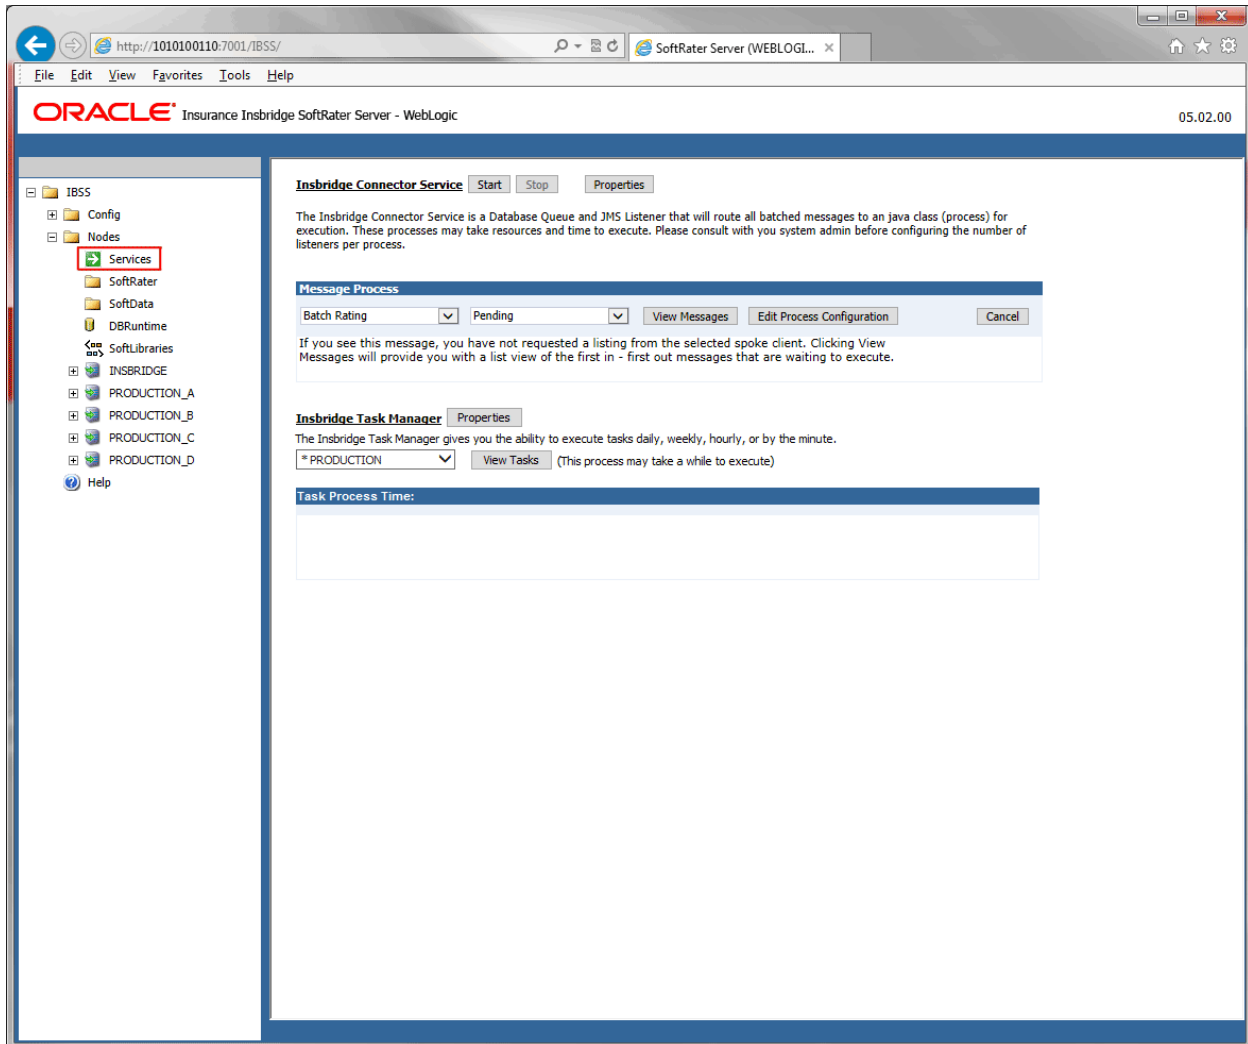 http://1010100110:7001/IBSS/
SoftRater Server (WEBLOGI...
File Edit View Favorites Tools Help
ORACLE Insurance Insbridge SoftRater Server - WebLogic
05.02.00
IBSS
Config
Nodes
Services
SoftRater
SoftData
DBRuntime
SoftLibraries
INSBRIDGE
PRODUCTION_A
PRODUCTION_B
PRODUCTION_C
PRODUCTION_D
Help
Insbridge Connector Service Start Stop Properties
The Insbridge Connector Service is a Database Queue and JMS Listener that will route all batched messages to an java class (process) for
execution. These processes may take resources and time to execute. Please consult with you system admin before configuring the number of
listeners per process.
Message Process
Batch Rating Pending View Messages Edit Process Configuration Cancel
If you see this message, you have not requested a listing from the selected spoke client. Clicking View
Messages will provide you with a list view of the first in - first out messages that are waiting to execute.
Insbridge Task Manager Properties
The Insbridge Task Manager gives you the ability to execute tasks daily, weekly, hourly, or by the minute.
*PRODUCTION View Tasks (This process may take a while to execute)
Task Process Time: